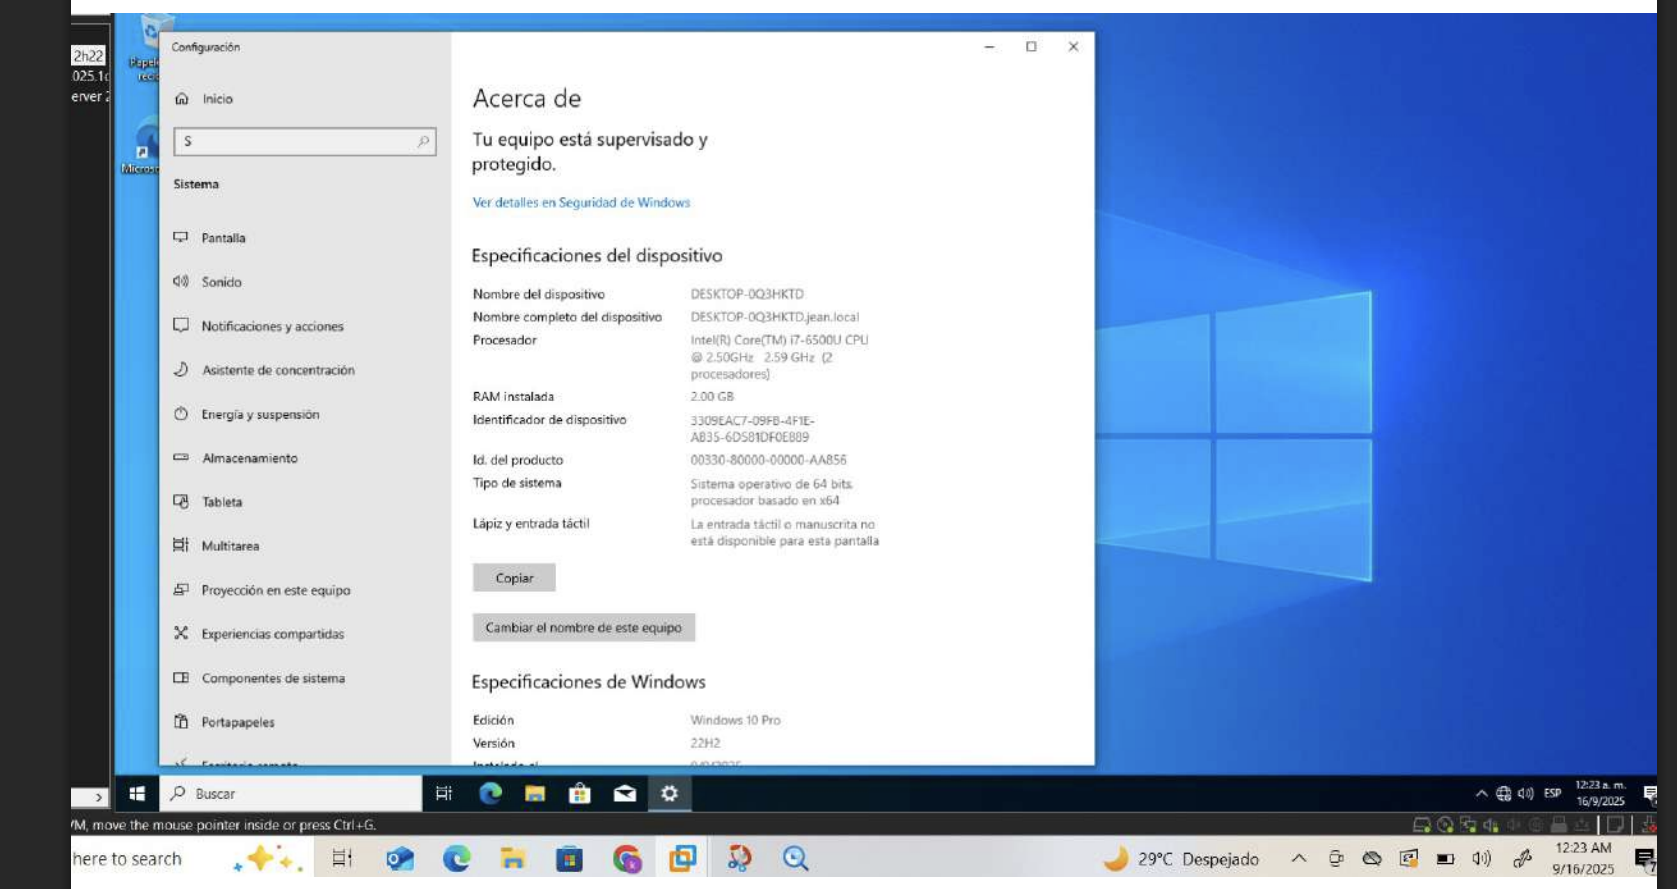 2h22
025.1
erver 2
Papel
reci
Micros
Configuración
Inicio
S
Sistema
Pantalla
Sonido
Notificaciones y acciones
Asistente de concentración
Energía y suspensión
Almacenamiento
Tableta
Multitarea
Proyección en este equipo
Experiencias compartidas
Componentes de sistema
Portapapeles
Acerca de
Tu equipo está supervisado y
protegido.
Ver detalles en Seguridad de Windows
Especificaciones del dispositivo
Nombre del dispositivo DESKTOP-0Q3HKTD
Nombre completo del dispositivo DESKTOP-0Q3HKTD.jean.local
Procesador Intel(R) Core(TM) i7-6500U CPU
@ 2.50GHz 2.59 GHz (2
procesadores)
RAM instalada 2.00 GB
Identificador de dispositivo 3309EAC7-09FB-4F1E-
AB35-6D581DF0E889
Id. del producto 00330-80000-00000-AA856
Tipo de sistema Sistema operativo de 64 bits,
procesador basado en x64
Lápiz y entrada táctil La entrada táctil o manuscrita no
está disponible para esta pantalla
Copiar
Cambiar el nombre de este equipo
Especificaciones de Windows
Edición Windows 10 Pro
Versión 22H2
Buscar
ESP
12:23 a. m.
16/9/2025
VM, move the mouse pointer inside or press Ctrl+G.
here to search
29°C Despejado
12:23 AM
9/16/2025